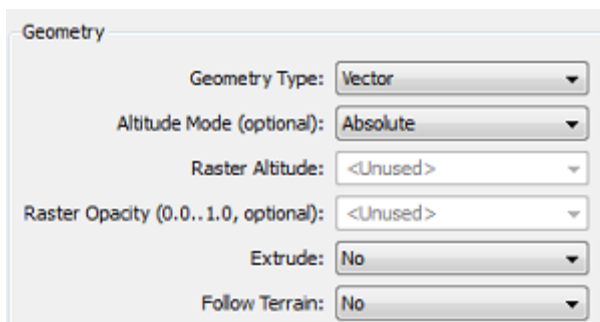 Geometry
Geometry Type: Vector
Altitude Mode (optional): Absolute
Raster Altitude: <Unused>
Raster Opacity (0.0..1.0, optional): <Unused>
Extrude: No
Follow Terrain: No